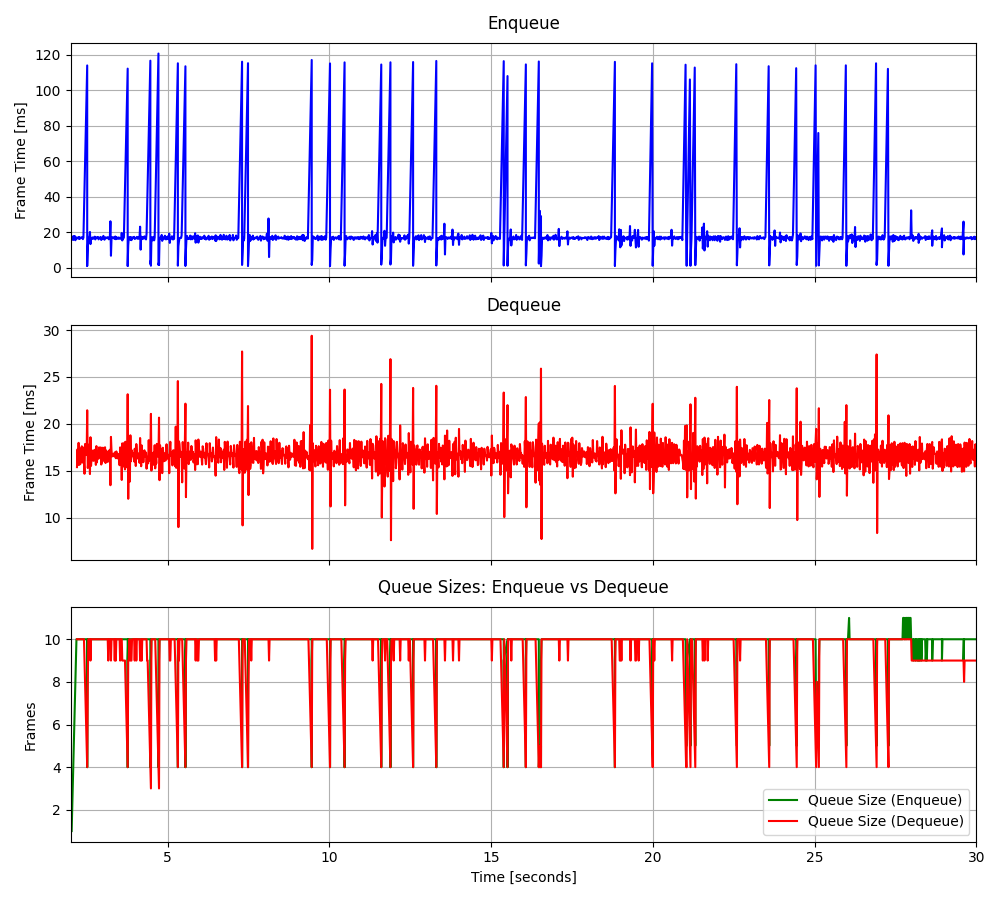 Enqueue
Frame Time [ms]
120
100
80
60
40
20
0
Dequeue
Frame Time [ms]
30
25
20
15
10
Queue Sizes: Enqueue vs Dequeue
Frames
10
8
6
4
2
Queue Size (Enqueue)
Queue Size (Dequeue)
5 10 15 20 25 30
Time [seconds]